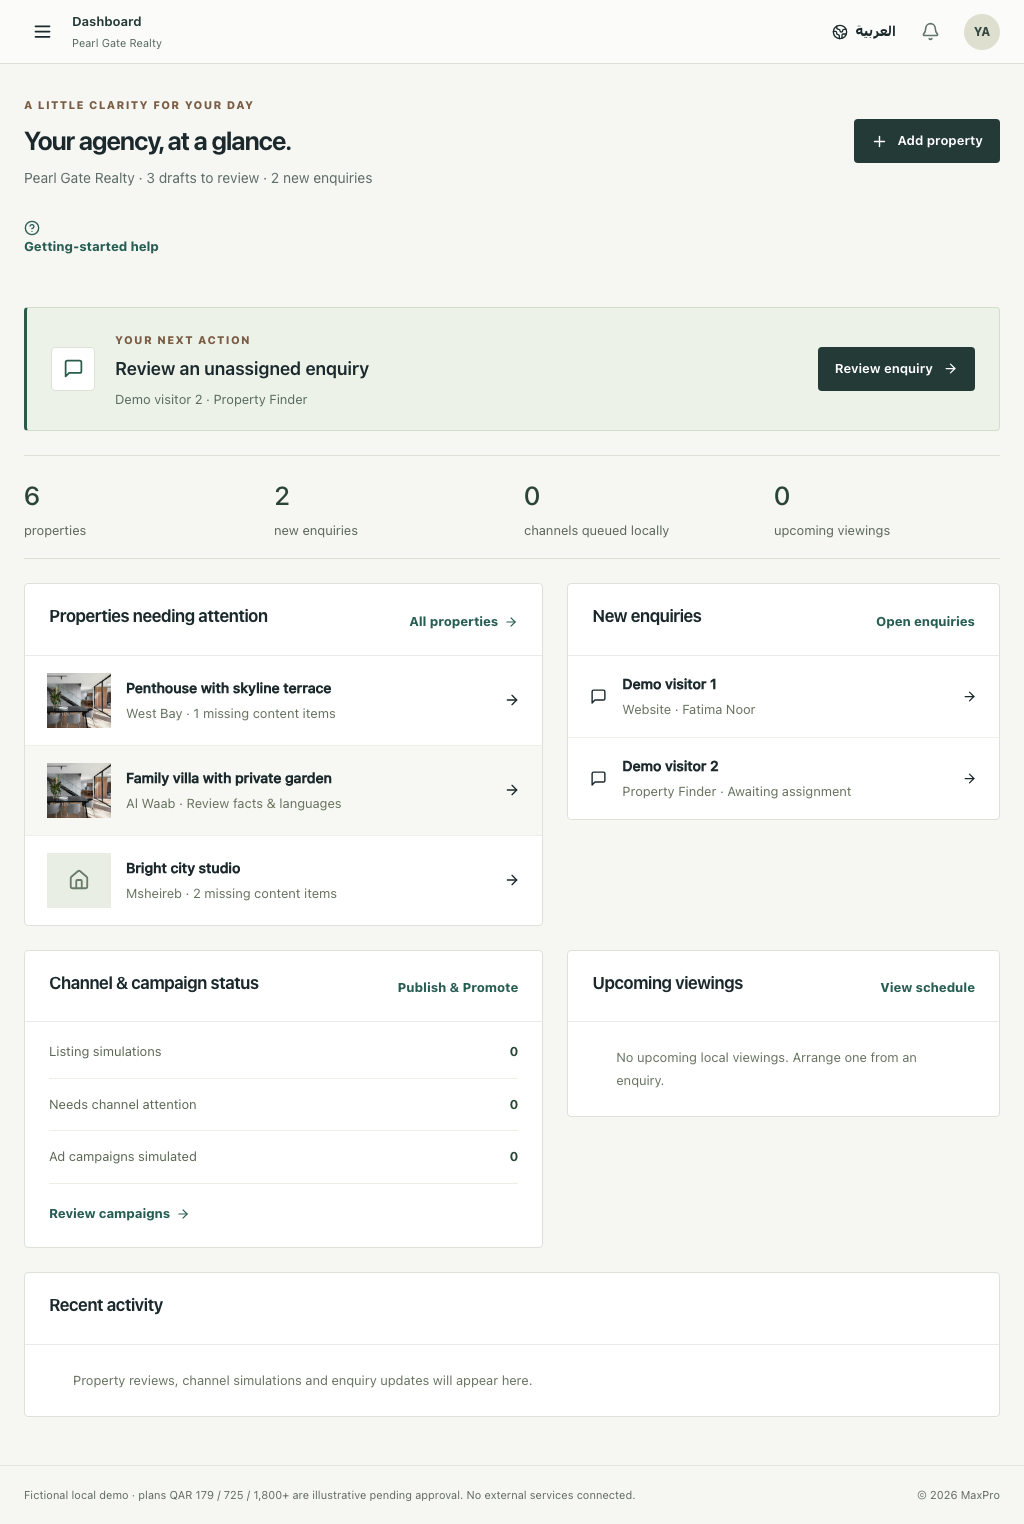 Dashboard
Pearl Gate Realty
العربية
YA
A LITTLE CLARITY FOR YOUR DAY
Your agency, at a glance.
Add property
Pearl Gate Realty · 3 drafts to review · 2 new enquiries
Getting-started help
YOUR NEXT ACTION
Review an unassigned enquiry
Demo visitor 2 · Property Finder
Review enquiry
6
properties
2
new enquiries
0
channels queued locally
0
upcoming viewings
Properties needing attention
All properties
Penthouse with skyline terrace
West Bay · 1 missing content items
Family villa with private garden
Al Waab · Review facts & languages
Bright city studio
Msheireb · 2 missing content items
New enquiries
Open enquiries
Demo visitor 1
Website · Fatima Noor
Demo visitor 2
Property Finder · Awaiting assignment
Channel & campaign status
Publish & Promote
Listing simulations 0
Needs channel attention 0
Ad campaigns simulated 0
Review campaigns
Upcoming viewings
View schedule
No upcoming local viewings. Arrange one from an
enquiry.
Recent activity
Property reviews, channel simulations and enquiry updates will appear here.
Fictional local demo · plans QAR 179 / 725 / 1,800+ are illustrative pending approval. No external services connected.
© 2026 MaxPro